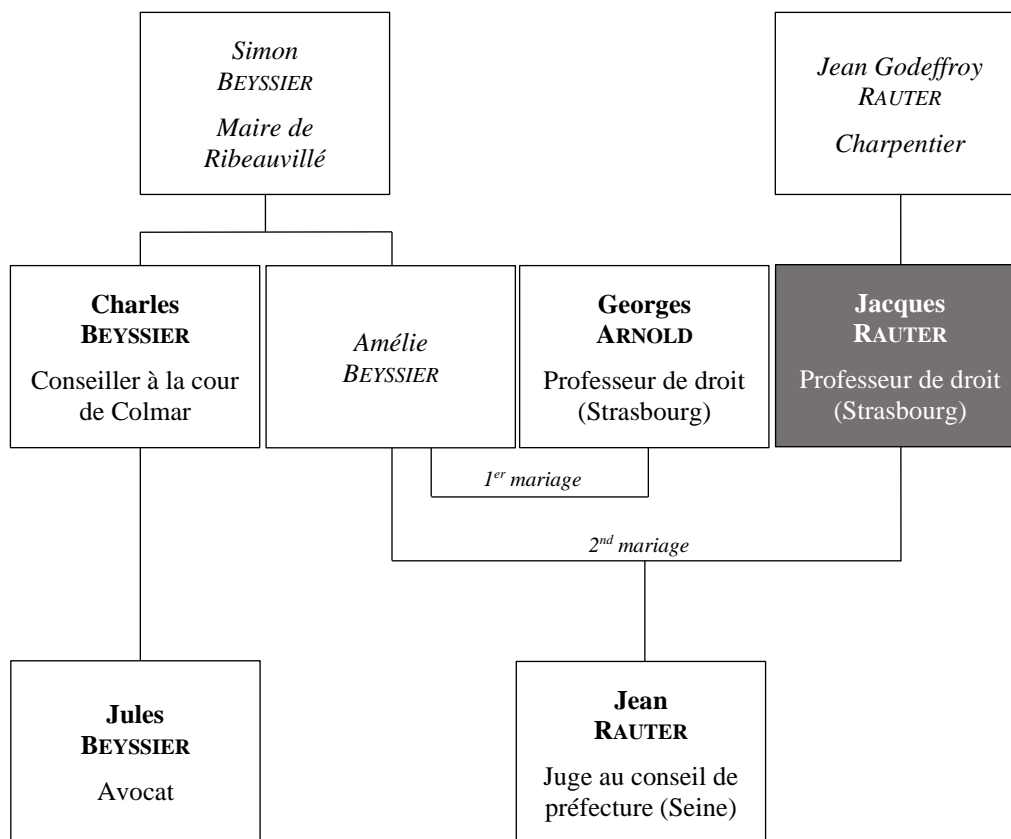 Simon
BEYSSIER
Maire de
Ribeauvillé
Jean Godeffroy
RAUTER
Charpentier
Charles
BEYSSIER
Conseiller à la cour
de Colmar
Amélie
BEYSSIER
Georges
ARNOLD
Professeur de droit
(Strasbourg)
Jacques
RAUTER
Professeur de droit
(Strasbourg)
1er mariage
2nd mariage
Jules
BEYSSIER
Avocat
Jean
RAUTER
Juge au conseil de
préfecture (Seine)